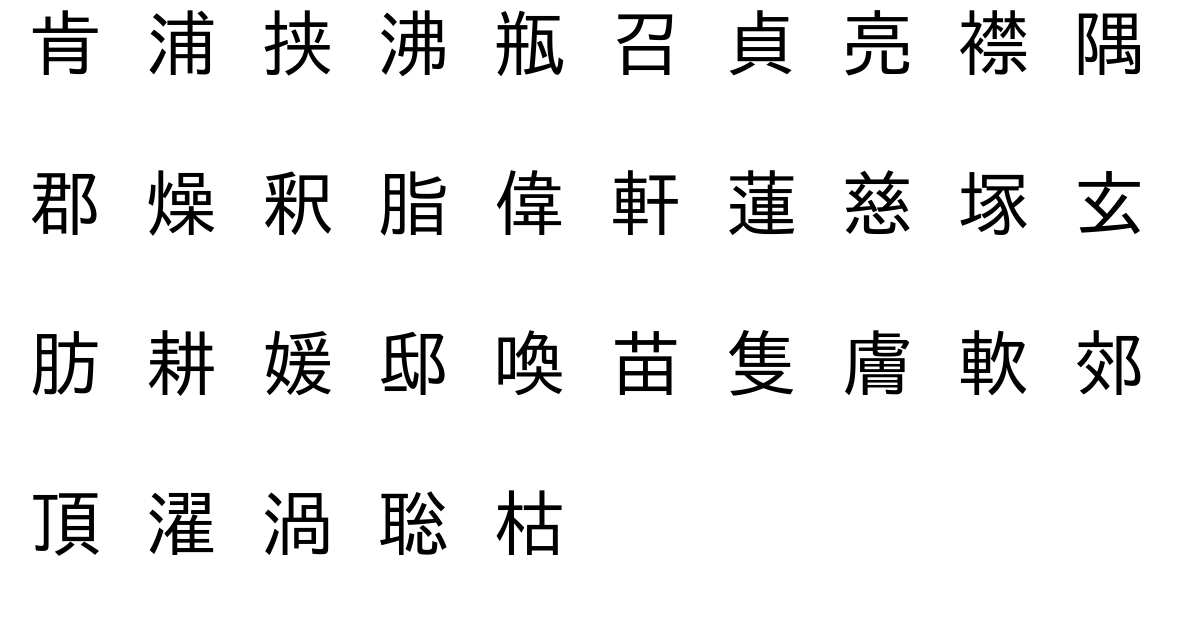 肯浦挟沸瓶召貞亮襟隅
郡燥釈脂偉軒蓮慈塚玄
肪耕媛邸喚苗隻膚軟郊
頂濯渦聡枯